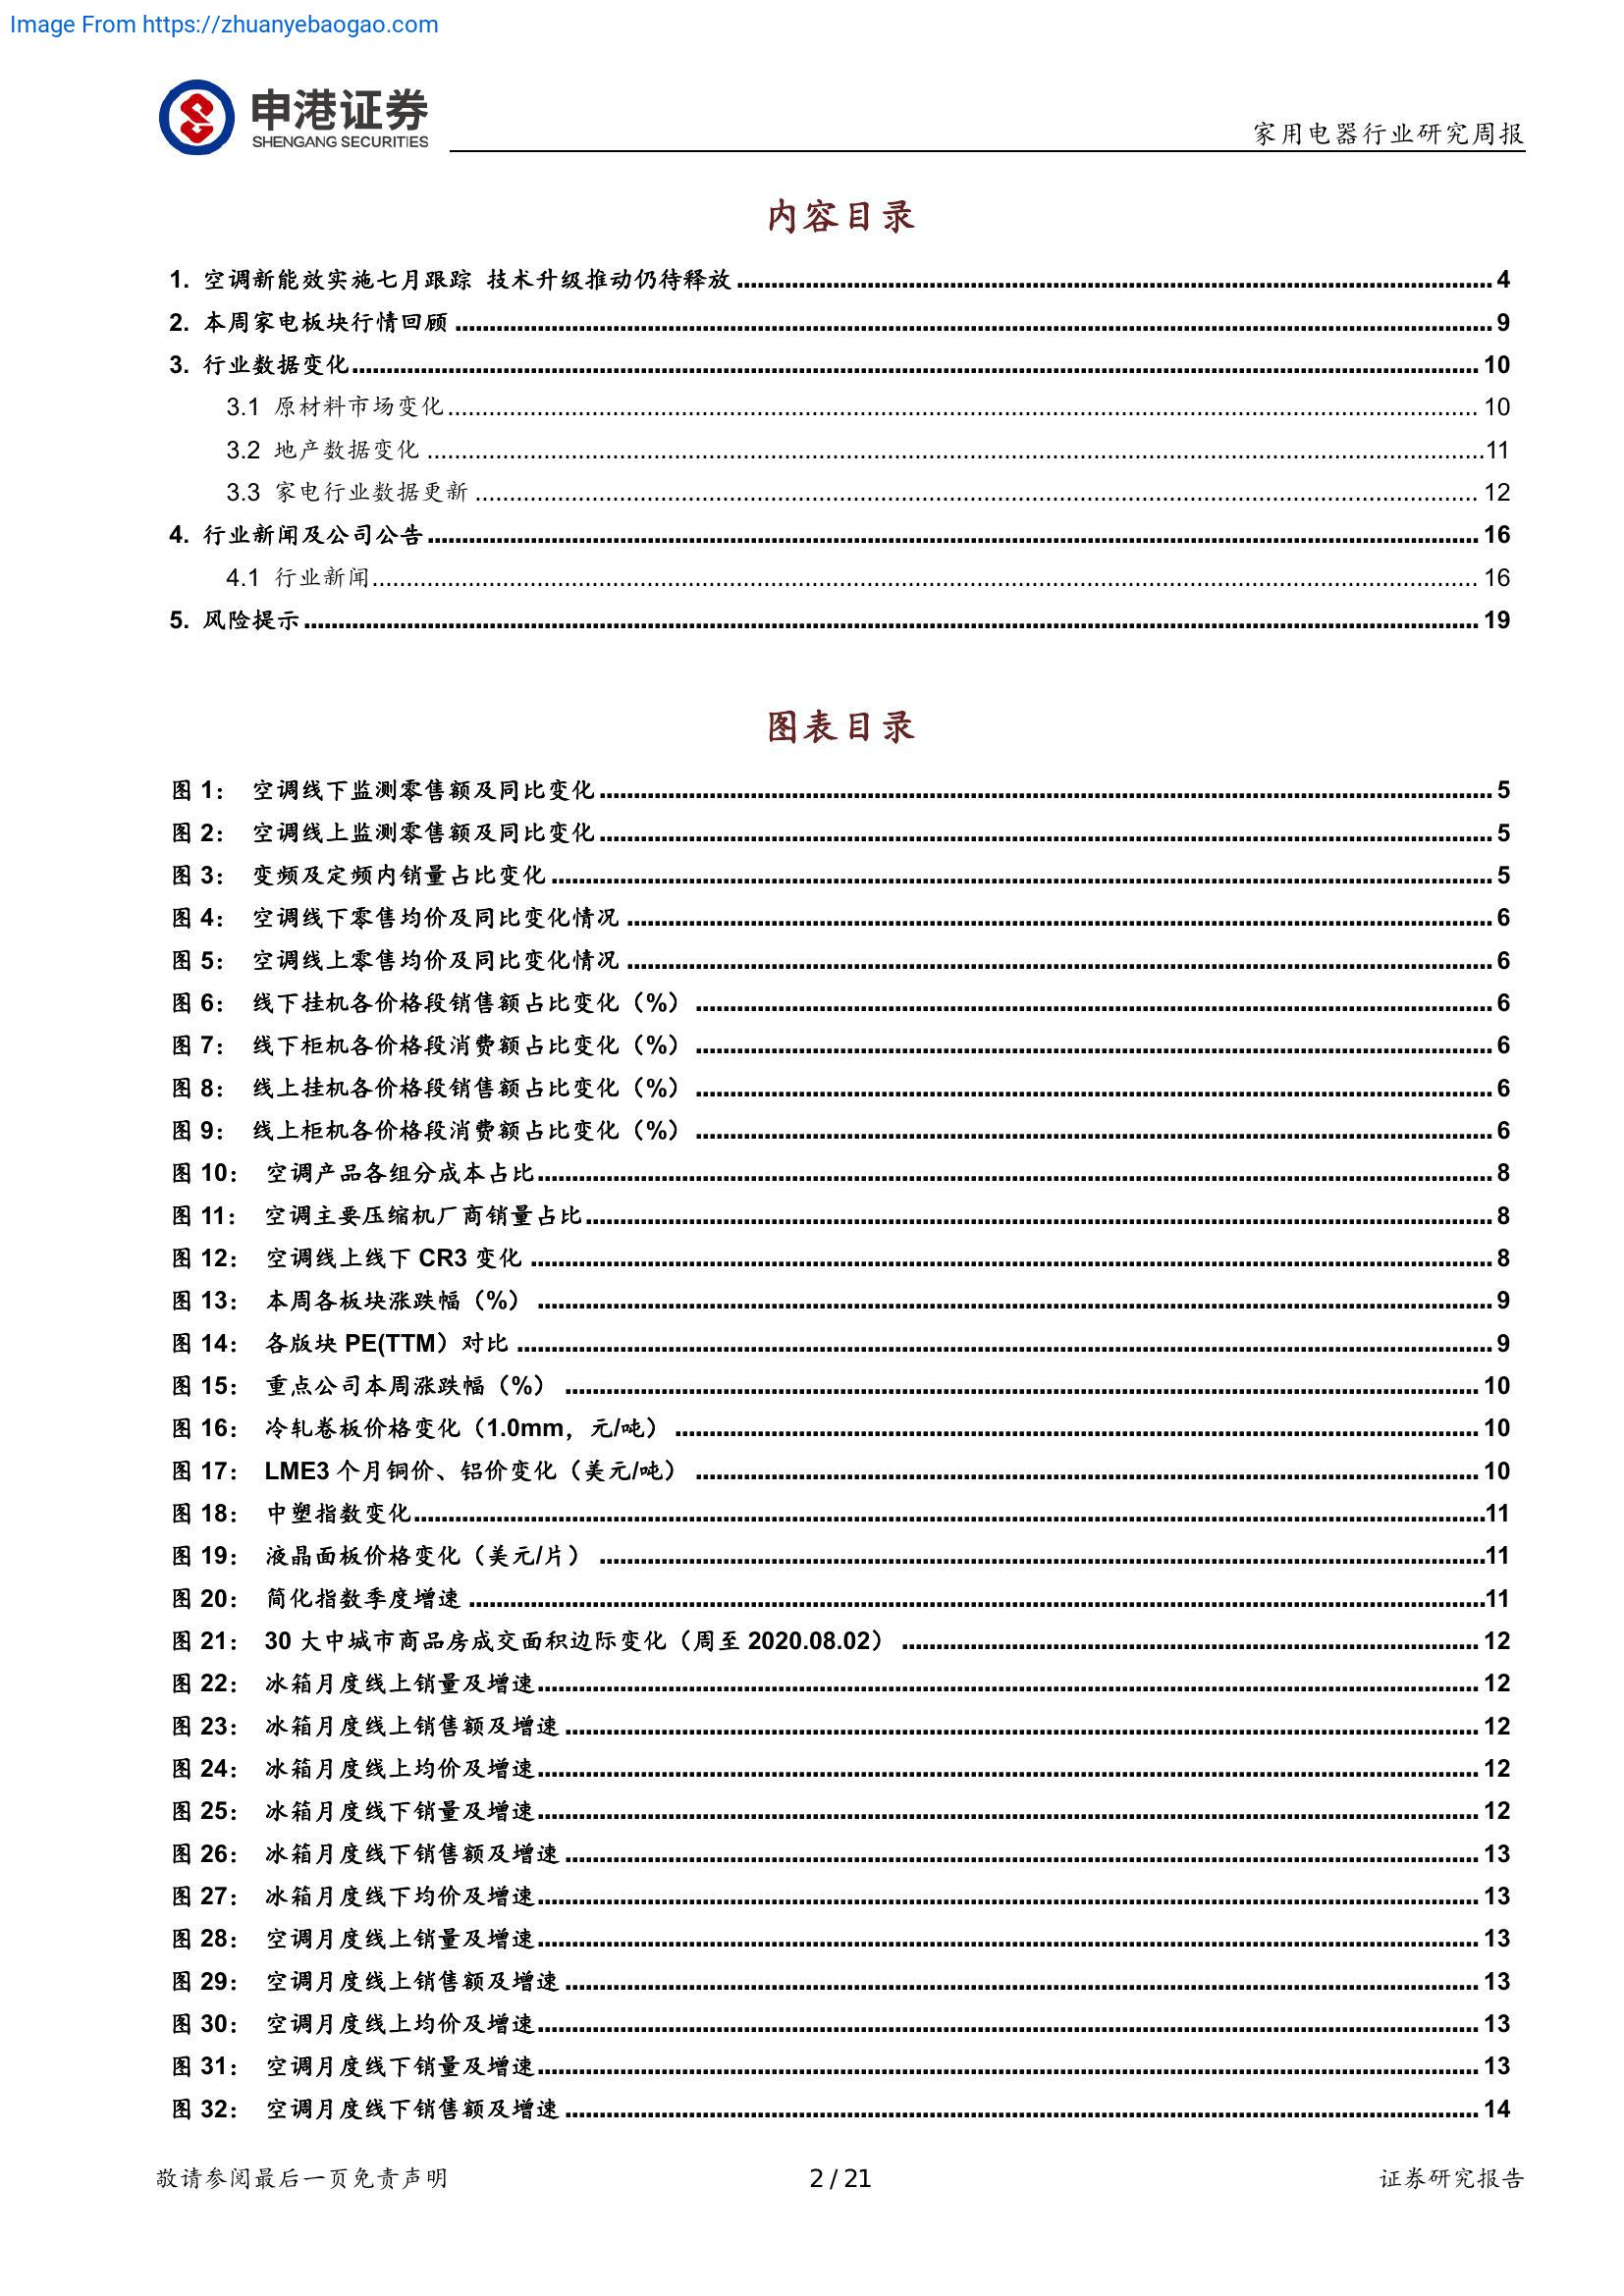 Image From https://zhuanyebaogao.com
申港证券
SHENGANG SECURITIES
家用电器行业研究周报
内容目录
1. 空调新能效实施七月跟踪 技术升级推动仍待释放 4
2. 本周家电板块行情回顾 9
3. 行业数据变化 10
3.1 原材料市场变化 10
3.2 地产数据变化 11
3.3 家电行业数据更新 12
4. 行业新闻及公司公告 16
4.1 行业新闻 16
5. 风险提示 19
图表目录
图 1： 空调线下监测零售额及同比变化 5
图 2： 空调线上监测零售额及同比变化 5
图 3： 变频及定频内销量占比变化 5
图 4： 空调线下零售均价及同比变化情况 6
图 5： 空调线上零售均价及同比变化情况 6
图 6： 线下挂机各价格段销售额占比变化（%） 6
图 7： 线下柜机各价格段消费额占比变化（%） 6
图 8： 线上挂机各价格段销售额占比变化（%） 6
图 9： 线上柜机各价格段消费额占比变化（%） 6
图 10： 空调产品各组分成本占比 8
图 11： 空调主要压缩机厂商销量占比 8
图 12： 空调线上线下 CR3 变化 8
图 13： 本周各板块涨跌幅（%） 9
图 14： 各版块 PE(TTM）对比 9
图 15： 重点公司本周涨跌幅（%） 10
图 16： 冷轧卷板价格变化（1.0mm，元/吨） 10
图 17： LME3 个月铜价、铝价变化（美元/吨） 10
图 18： 中塑指数变化 11
图 19： 液晶面板价格变化（美元/片） 11
图 20： 简化指数季度增速 11
图 21： 30 大中城市商品房成交面积边际变化（周至 2020.08.02） 12
图 22： 冰箱月度线上销量及增速 12
图 23： 冰箱月度线上销售额及增速 12
图 24： 冰箱月度线上均价及增速 12
图 25： 冰箱月度线下销量及增速 12
图 26： 冰箱月度线下销售额及增速 13
图 27： 冰箱月度线下均价及增速 13
图 28： 空调月度线上销量及增速 13
图 29： 空调月度线上销售额及增速 13
图 30： 空调月度线上均价及增速 13
图 31： 空调月度线下销量及增速 13
图 32： 空调月度线下销售额及增速 14
敬请参阅最后一页免责声明
2 / 21
证券研究报告